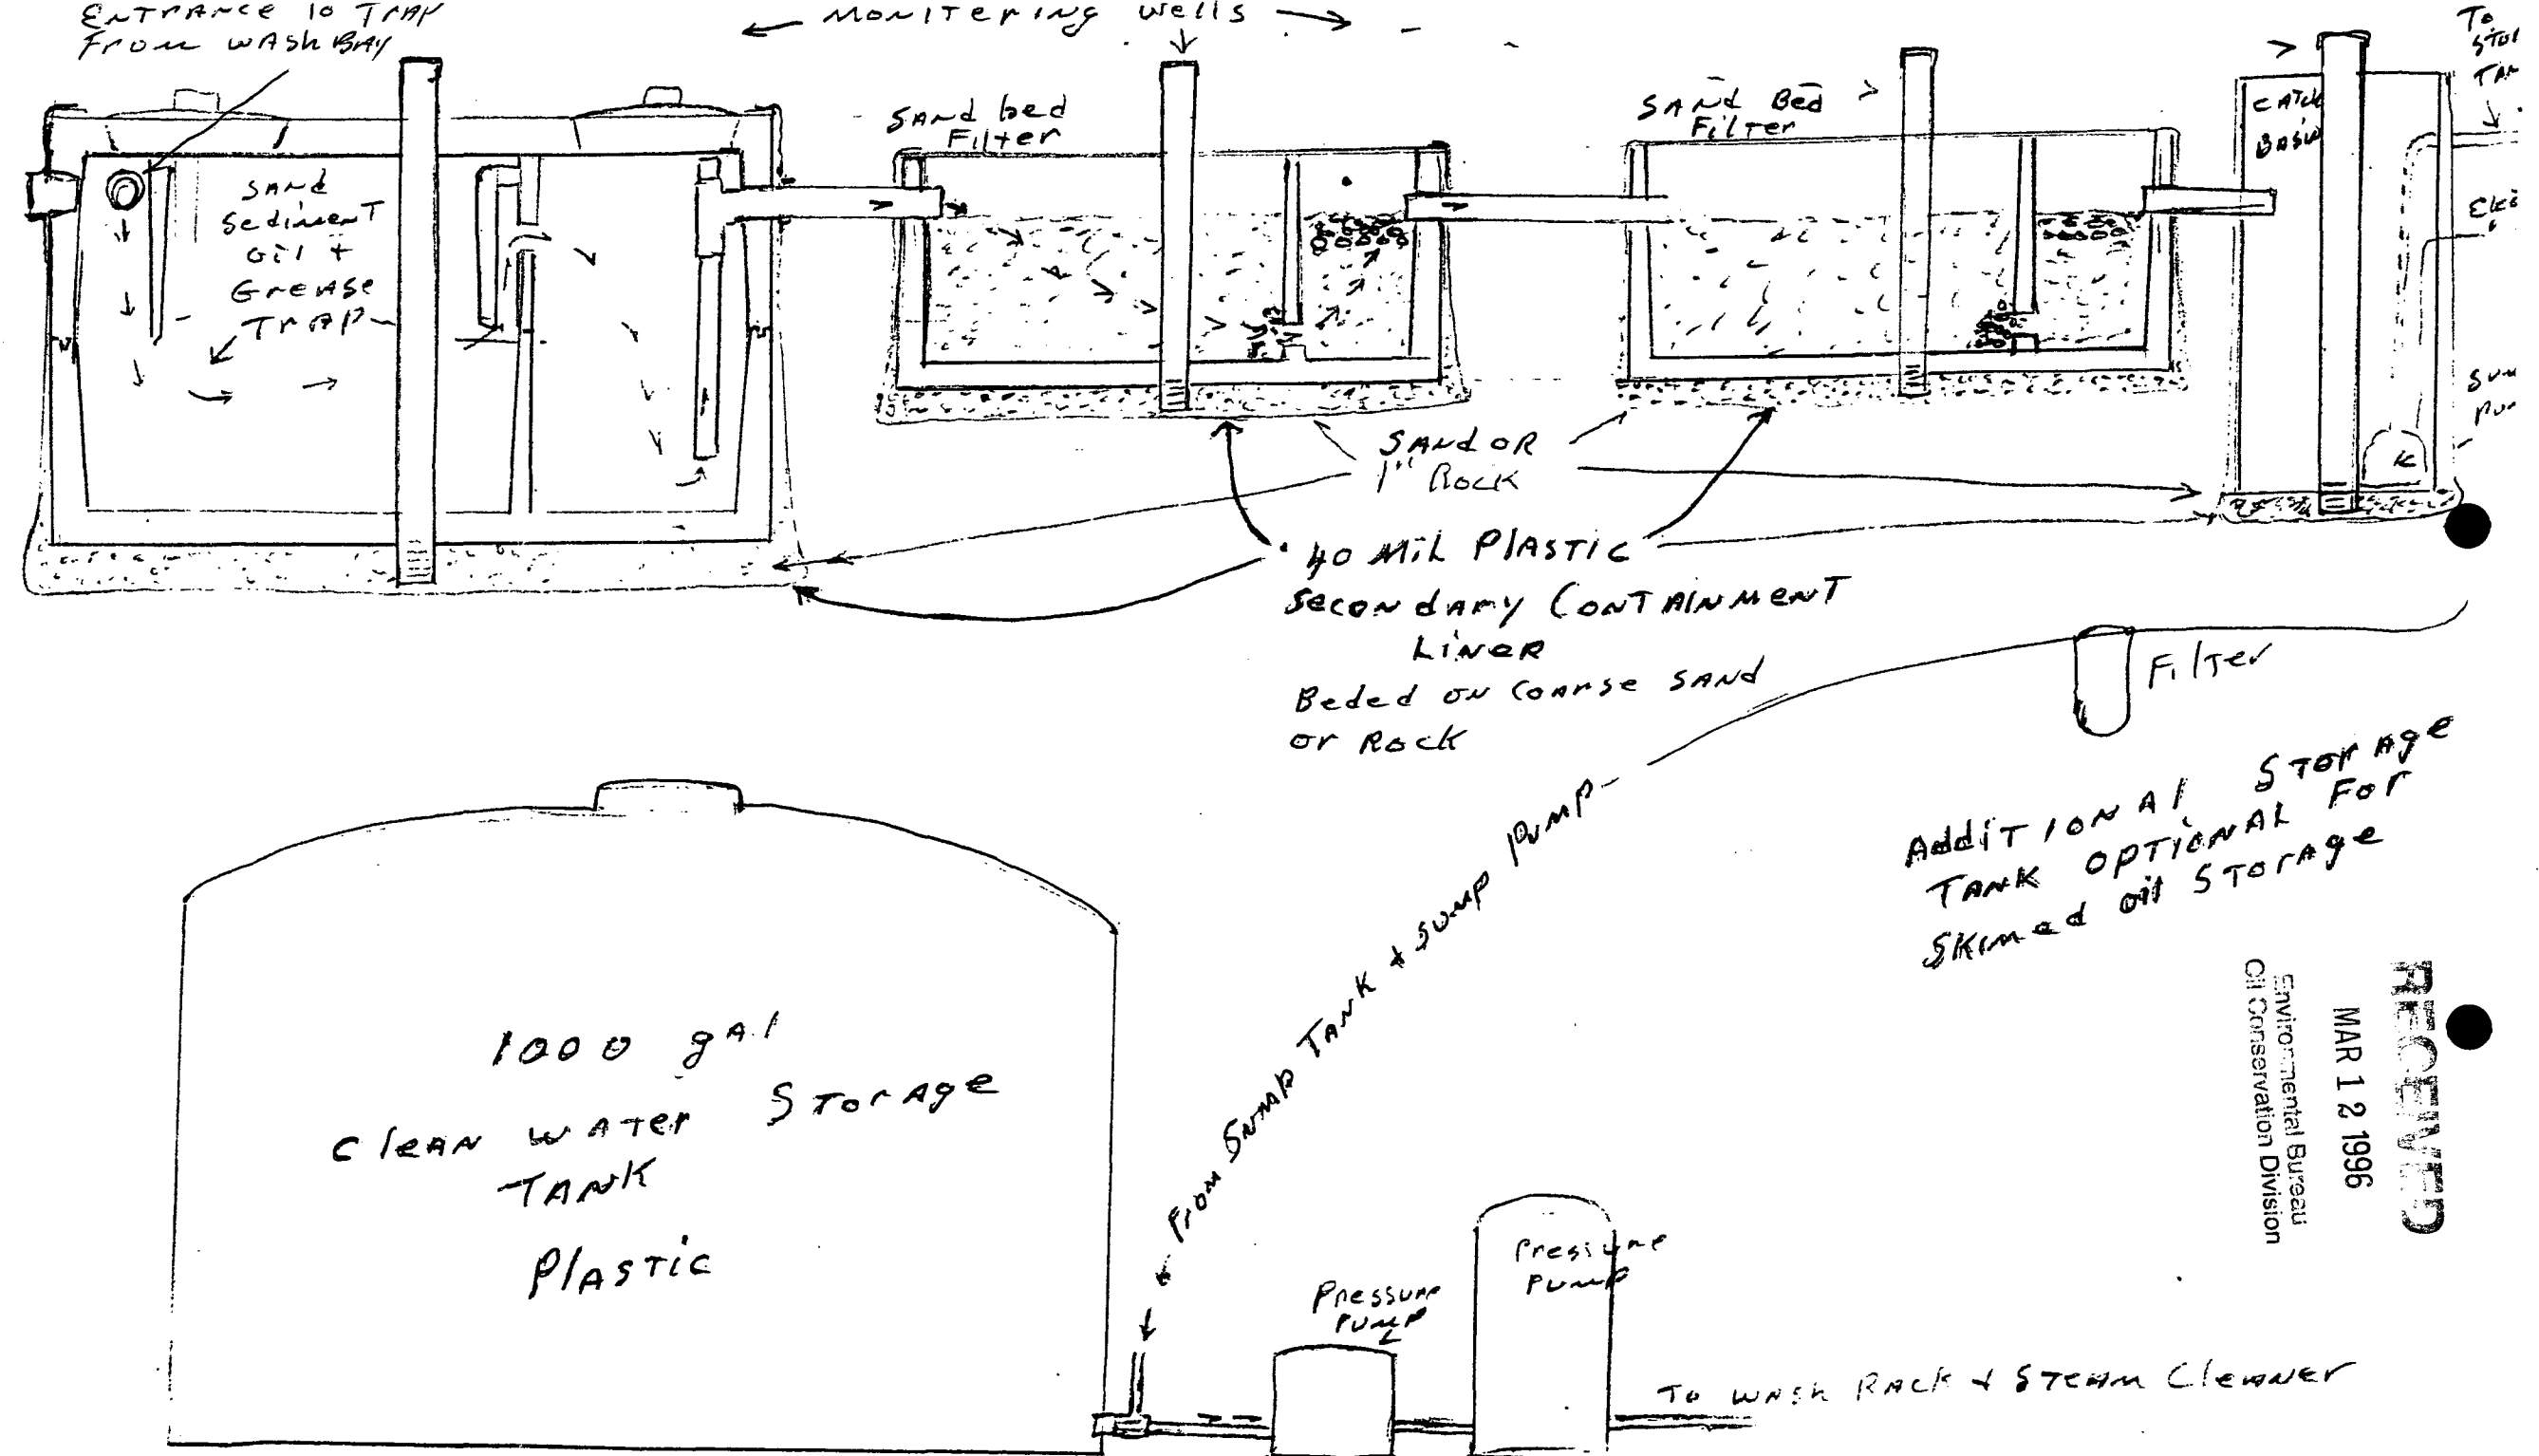 ENTRANCE TO TRAP
FROM WASH BAY
MONITERING WELLS
SAND
Sediment
oil +
Grease
TRAP
SAND bed
Filter
SAND Bed
Filter
CATCH
BASIN
To
TAN
SAND OR
1" ROCK
40 MIL PLASTIC
SECONDARY CONTAINMENT
LINER
Beded on COARSE SAND
or ROCK
Filter
ADDITIONAL STORAGE
TANK OPTIONAL FOR
SKIMED oil STORAGE
1000 gAl
CleAN WATER STORAGE
TANK
PLASTIC
From Sump TANK + SUMP PUMP
Pressure
PUMP
Pressure
PUMP
TO WASH RACK + STEAM CLEANER
RECEIVED
MAR 12 1996
Environmental Bureau
Oil Conservation Division